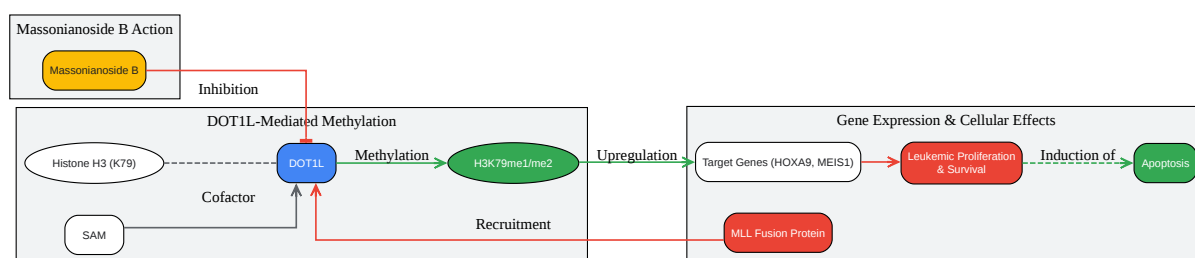 Massonianoside B Action
Massonianoside B
Inhibition
DOT1L-Mediated Methylation
Histone H3 (K79)
DOT1L
Methylation
H3K79me1/me2
Cofactor
SAM
Upregulation
Recruitment
Gene Expression & Cellular Effects
Target Genes (HOXA9, MEIS1)
Leukemic Proliferation
& Survival
Induction of
Apoptosis
MLL Fusion Protein